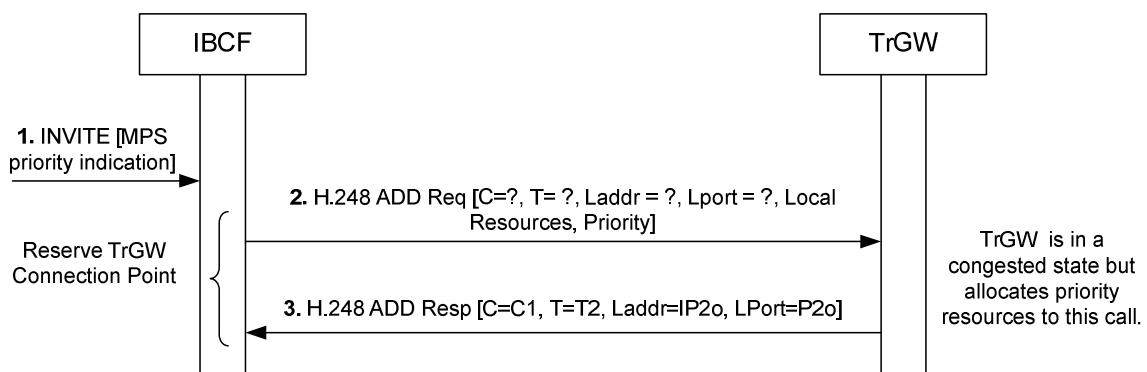 IBCF
TrGW
1. INVITE [MPS
priority indication]
2. H.248 ADD Req [C=?, T= ?, Laddr = ?, Lport = ?, Local
Resources, Priority]
Reserve TrGW
Connection Point
TrGW is in a
congested state but
allocates priority
resources to this call.
3. H.248 ADD Resp [C=C1, T=T2, Laddr=IP2o, LPort=P2o]